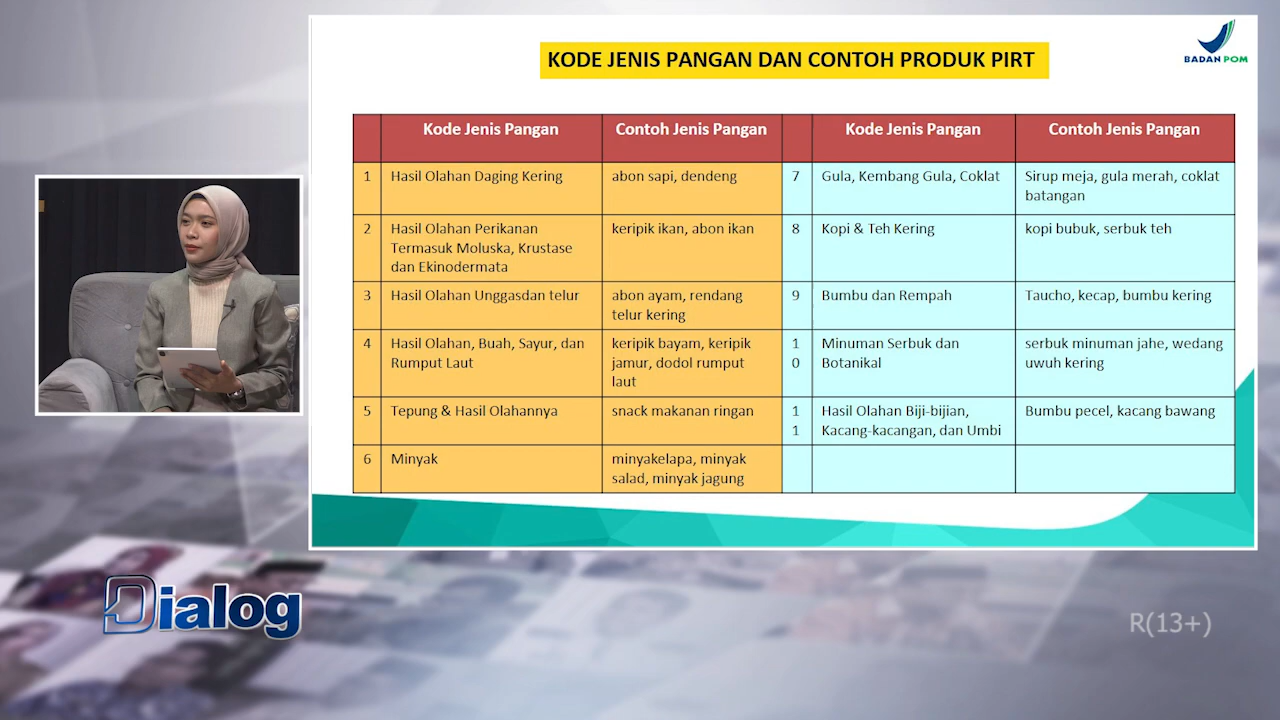 KODE JENIS PANGAN DAN CONTOH PRODUK PIRT
BADAN POM
Kode Jenis Pangan
Contoh Jenis Pangan
Kode Jenis Pangan
Contoh Jenis Pangan
1
Hasil Olahan Daging Kering
abon sapi, dendeng
7
Gula, Kembang Gula, Coklat
Sirup meja, gula merah, coklat
batangan
2
Hasil Olahan Perikanan
Termasuk Moluska, Krustase
dan Ekinodermata
keripik ikan, abon ikan
8
Kopi & Teh Kering
kopi bubuk, serbuk teh
3
Hasil Olahan Unggasdan telur
abon ayam, rendang
telur kering
9
Bumbu dan Rempah
Taucho, kecap, bumbu kering
4
Hasil Olahan, Buah, Sayur, dan
Rumput Laut
keripik bayam, keripik
jamur, dodol rumput
laut
1
0
Minuman Serbuk dan
Botanikal
serbuk minuman jahe, wedang
uwuh kering
5
Tepung & Hasil Olahannya
snack makanan ringan
1
1
Hasil Olahan Biji-bijian,
Kacang-kacangan, dan Umbi
Bumbu pecel, kacang bawang
6
Minyak
minyakelapa, minyak
salad, minyak jagung
Dialog
R(13+)